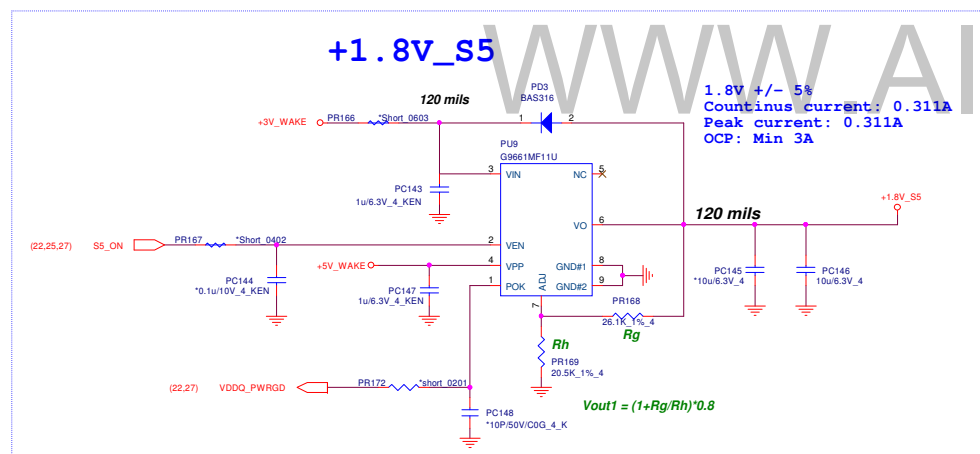 +1.8V_S5
WWW.AI
120 mils
PD3
BAS316
1.8V +/- 5%
Countinus current: 0.311A
Peak current: 0.311A
OCP: Min 3A
+3V_WAKE
PR166
*Short_0603
1
2
PU9
G9661MF11U
3
VIN
NC
5
PC143
1u/6.3V_4_KEN
VO
6
120 mils
+1.8V_S5
(22,25,27)
S5_ON
PR167
*Short_0402
2
VEN
+5V_WAKE
4
VPP
GND#1
8
1
POK
GND#2
9
ADJ
7
PC144
*0.1u/10V_4_KEN
PC147
1u/6.3V_4_KEN
PC145
*10u/6.3V_4
PC146
10u/6.3V_4
PR168
26.1K_1%_4
Rg
Rh
PR169
20.5K_1%_4
(22,27)
VDDQ_PWRGD
PR172
*short_0201
Vout1 = (1+Rg/Rh)*0.8
PC148
*10P/50V/C0G_4_K